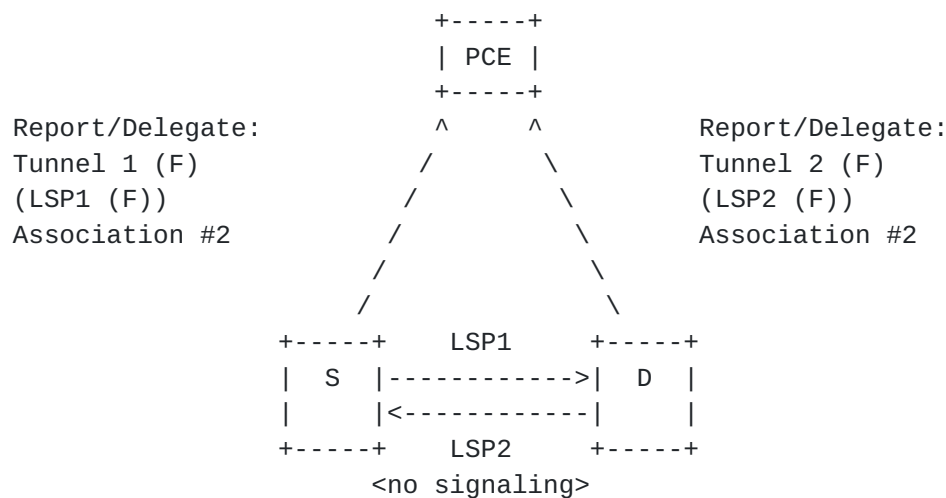 +-----+
| PCE |
+-----+
Report/Delegate: ^ ^ Report/Delegate:
Tunnel 1 (F) / \ Tunnel 2 (F)
(LSP1 (F)) / \ (LSP2 (F))
Association #2 / \ Association #2
/ \
/ \
+-----+ LSP1 +-----+
| S |------------->| D |
| |<-------------| |
+-----+ LSP2 +-----+
<no signaling>